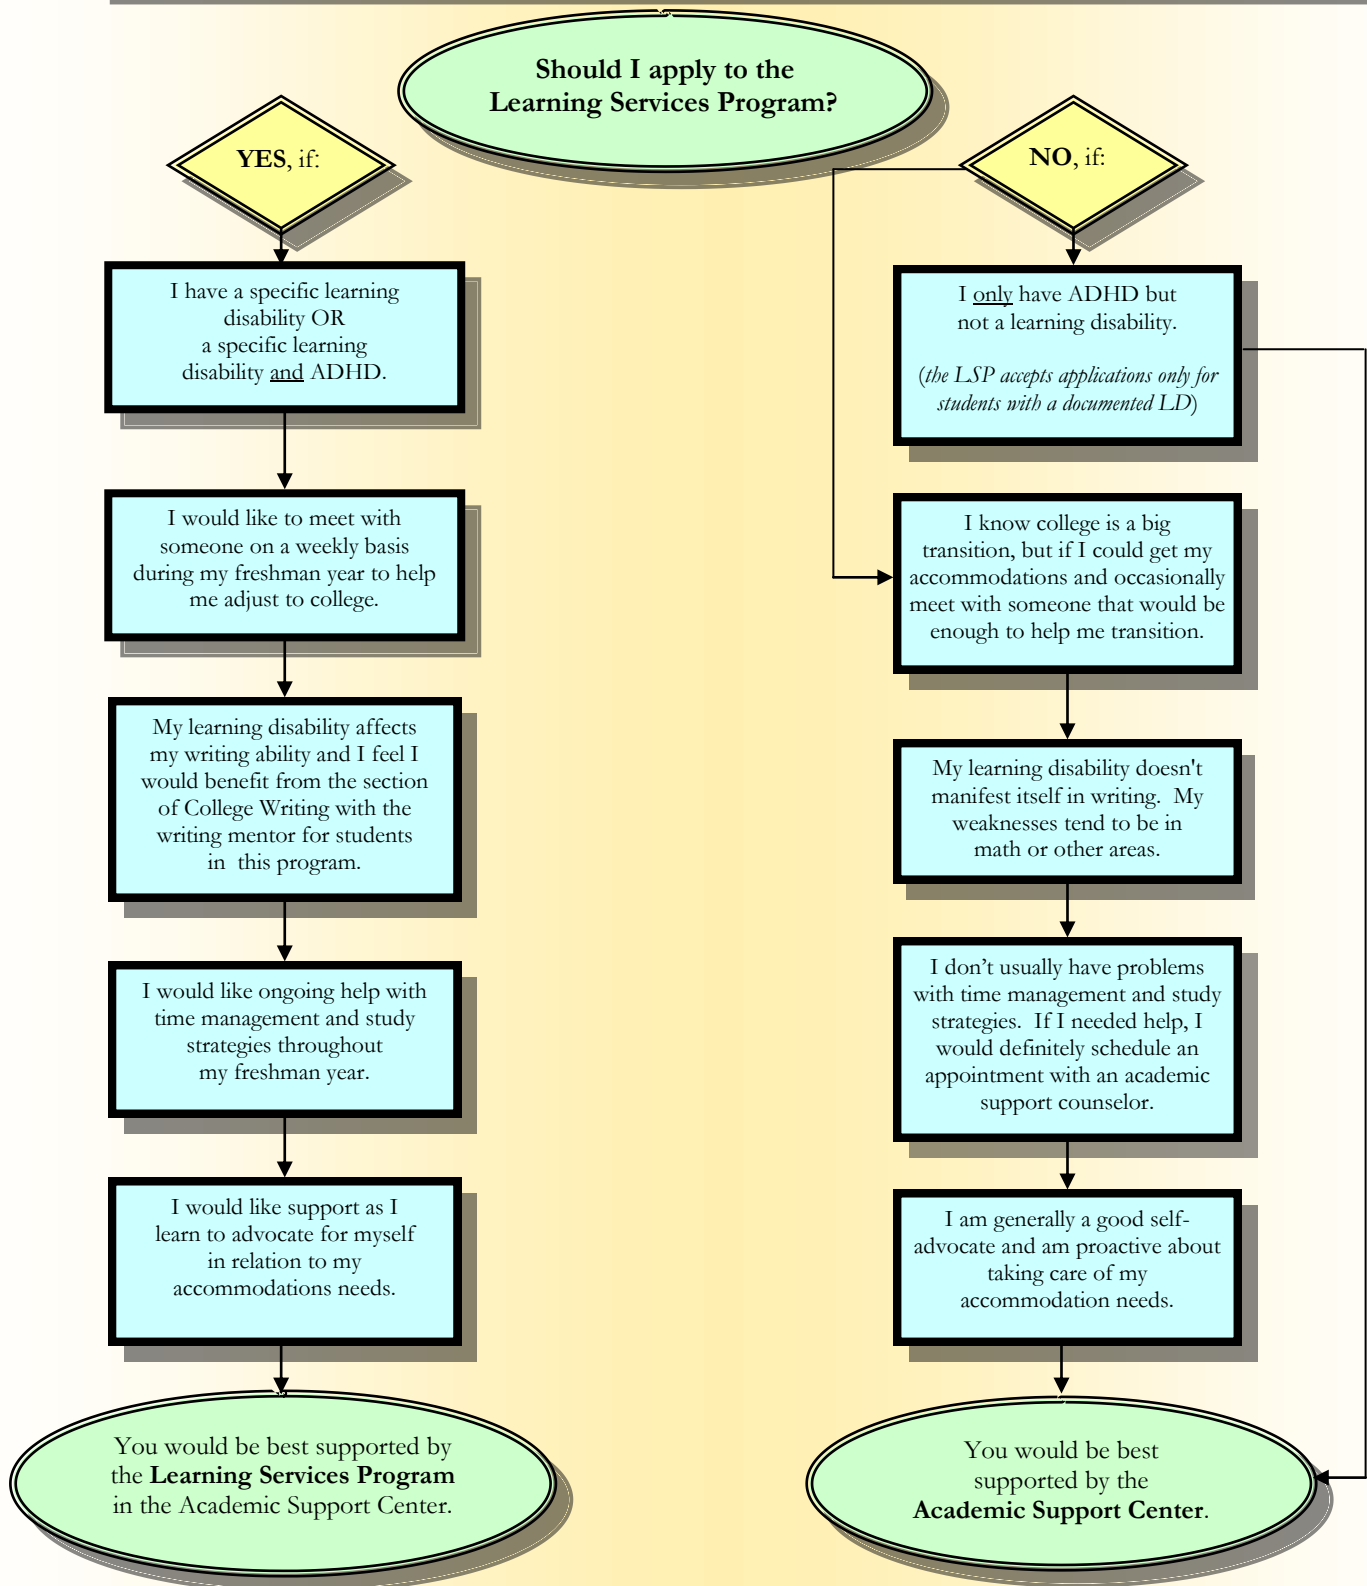 Should I apply to the
Learning Services Program?
YES, if:
I have a specific learning
disability OR
a specific learning
disability and ADHD.
I would like to meet with
someone on a weekly basis
during my freshman year to help
me adjust to college.
My learning disability affects
my writing ability and I feel I
would benefit from the section
of College Writing with the
writing mentor for students
in this program.
I would like ongoing help with
time management and study
strategies throughout
my freshman year.
I would like support as I
learn to advocate for myself
in relation to my
accommodations needs.
You would be best supported by
the Learning Services Program
in the Academic Support Center.
NO, if:
I only have ADHD but
not a learning disability.
(the LSP accepts applications only for
students with a documented LD)
I know college is a big
transition, but if I could get my
accommodations and occasionally
meet with someone that would be
enough to help me transition.
My learning disability doesn't
manifest itself in writing. My
weaknesses tend to be in
math or other areas.
I don’t usually have problems
with time management and study
strategies. If I needed help, I
would definitely schedule an
appointment with an academic
support counselor.
I am generally a good self-
advocate and am proactive about
taking care of my
accommodation needs.
You would be best
supported by the
Academic Support Center.